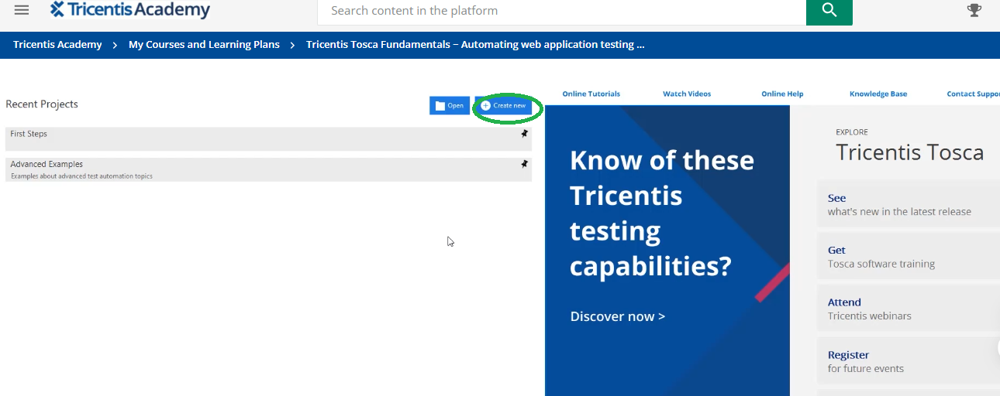 Tricentis Academy
Search content in the platform
Tricentis Academy > My Courses and Learning Plans > Tricentis Tosca Fundamentals – Automating web application testing ...
Recent Projects
Open
Create new
First Steps
Advanced Examples
Examples about advanced test automation topics
Online Tutorials
Watch Videos
Online Help
Knowledge Base
Contact Suppo
Know of these
Tricentis
testing
capabilities?
Discover now >
EXPLORE
Tricentis Tosca
See
what's new in the latest release
Get
Tosca software training
Attend
Tricentis webinars
Register
for future events